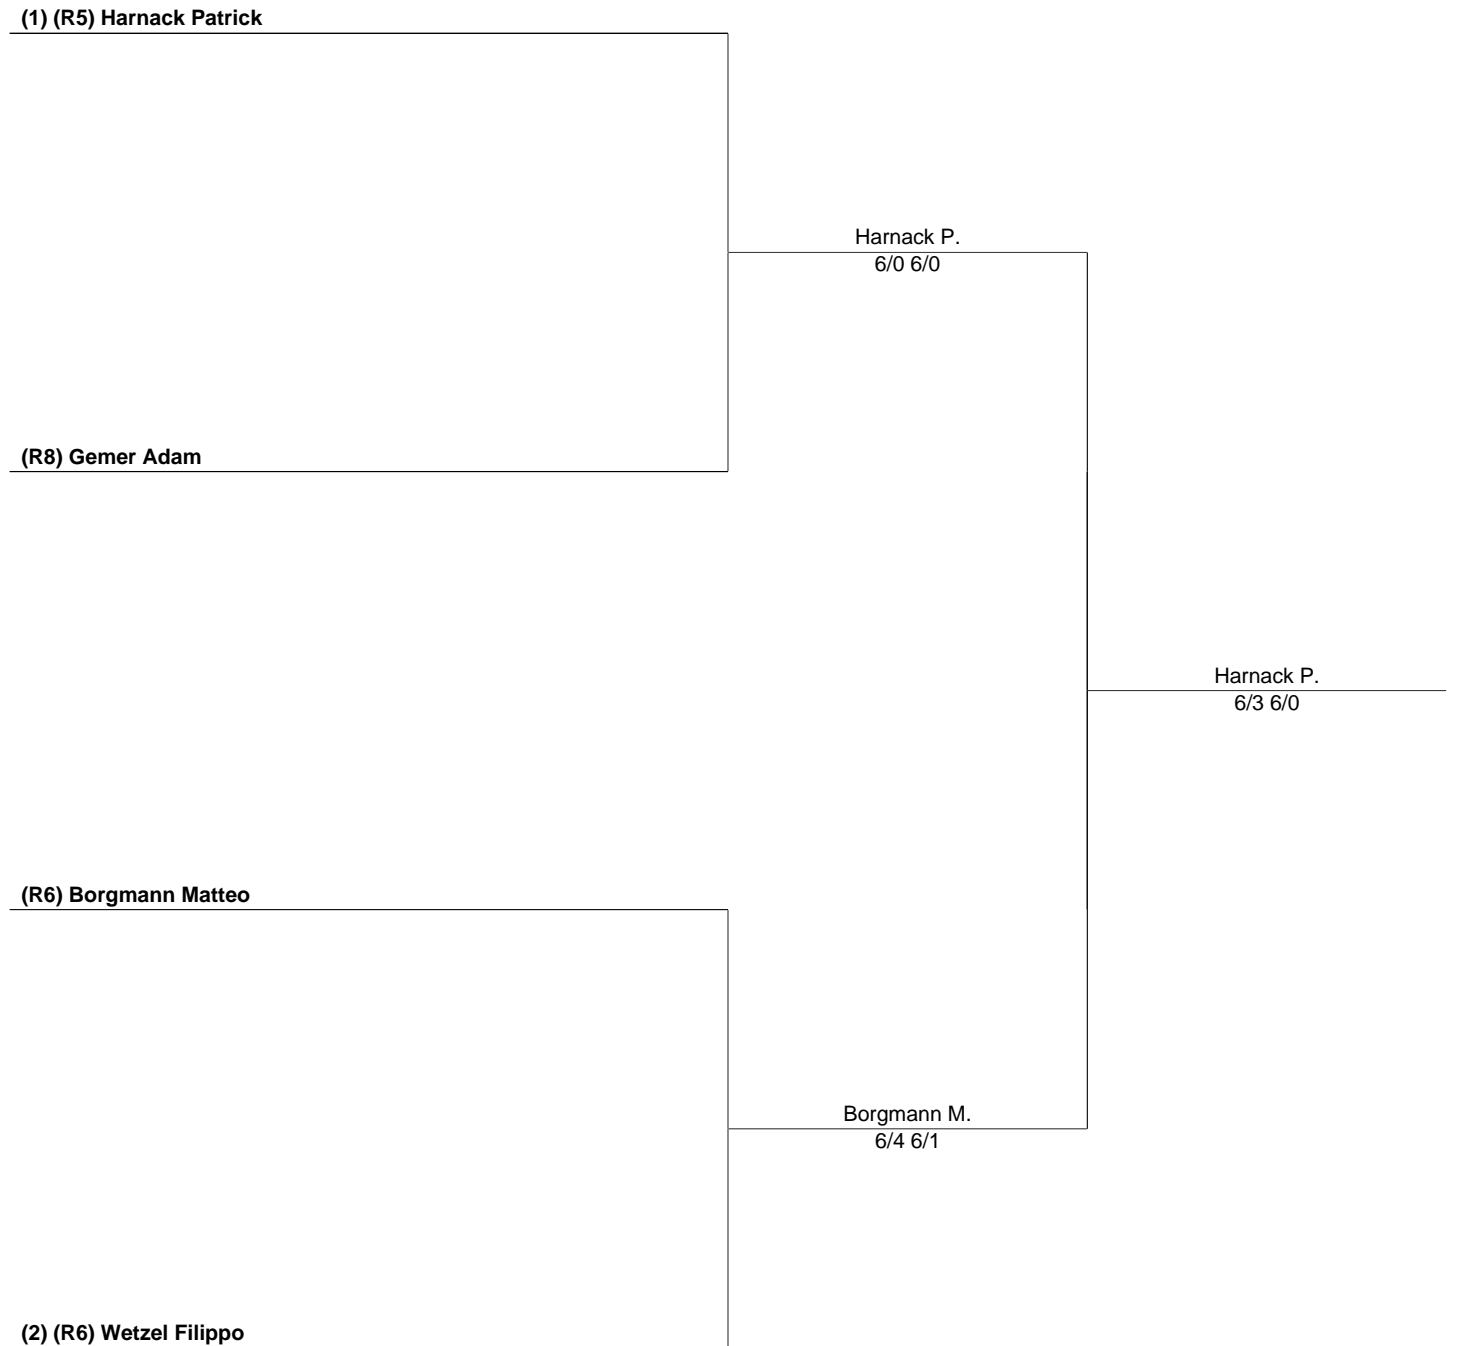 (1) (R5) Harnack Patrick
Harnack P.
6/0 6/0
(R8) Gemer Adam
Harnack P.
6/3 6/0
(R6) Borgmann Matteo
Borgmann M.
6/4 6/1
(2) (R6) Wetzel Filippo